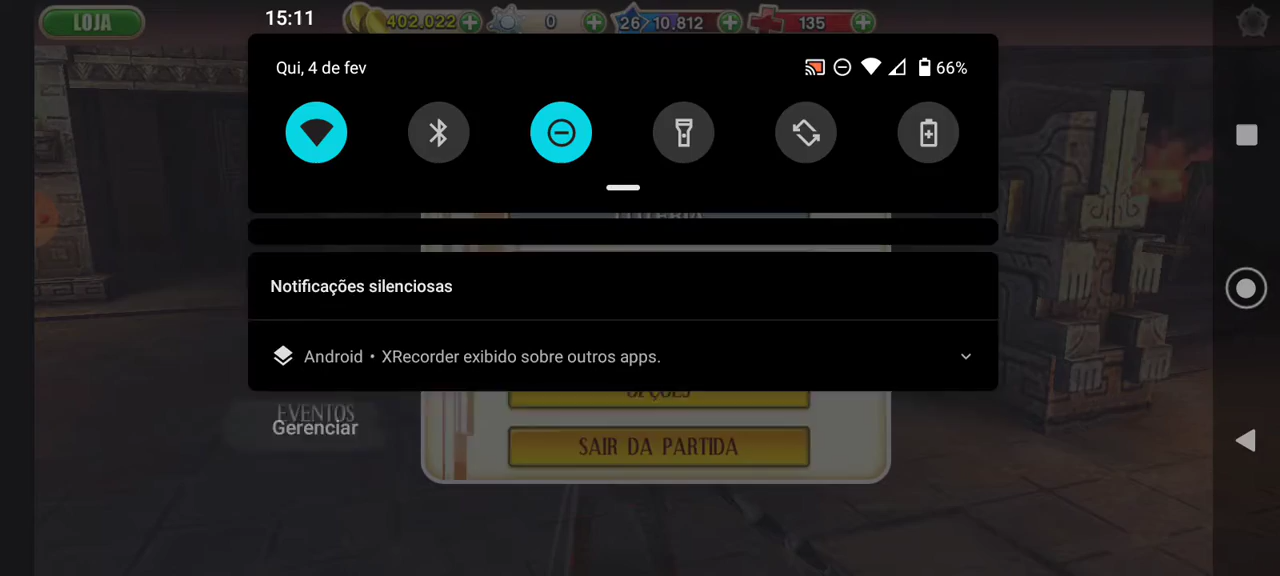 LOJA
15:11
402,022
0
26
10.812
135
Qui, 4 de fev
66%
Notificações silenciosas
Android • XRecorder exibido sobre outros apps.
OPÇÕES
EVENTOS
Gerenciar
SAIR DA PARTIDA